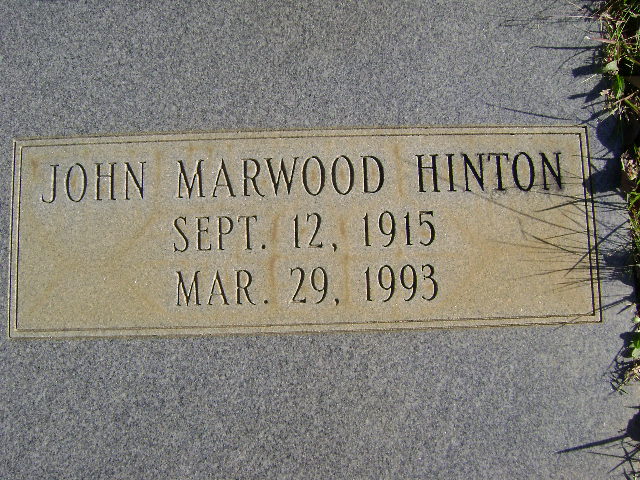 JOHN MARWOOD HINTON
SEPT. 12, 1915
MAR. 29, 1993